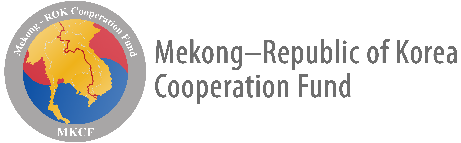 Mekong - ROK Cooperation Fund
MKCF
Mekong–Republic of Korea
Cooperation Fund